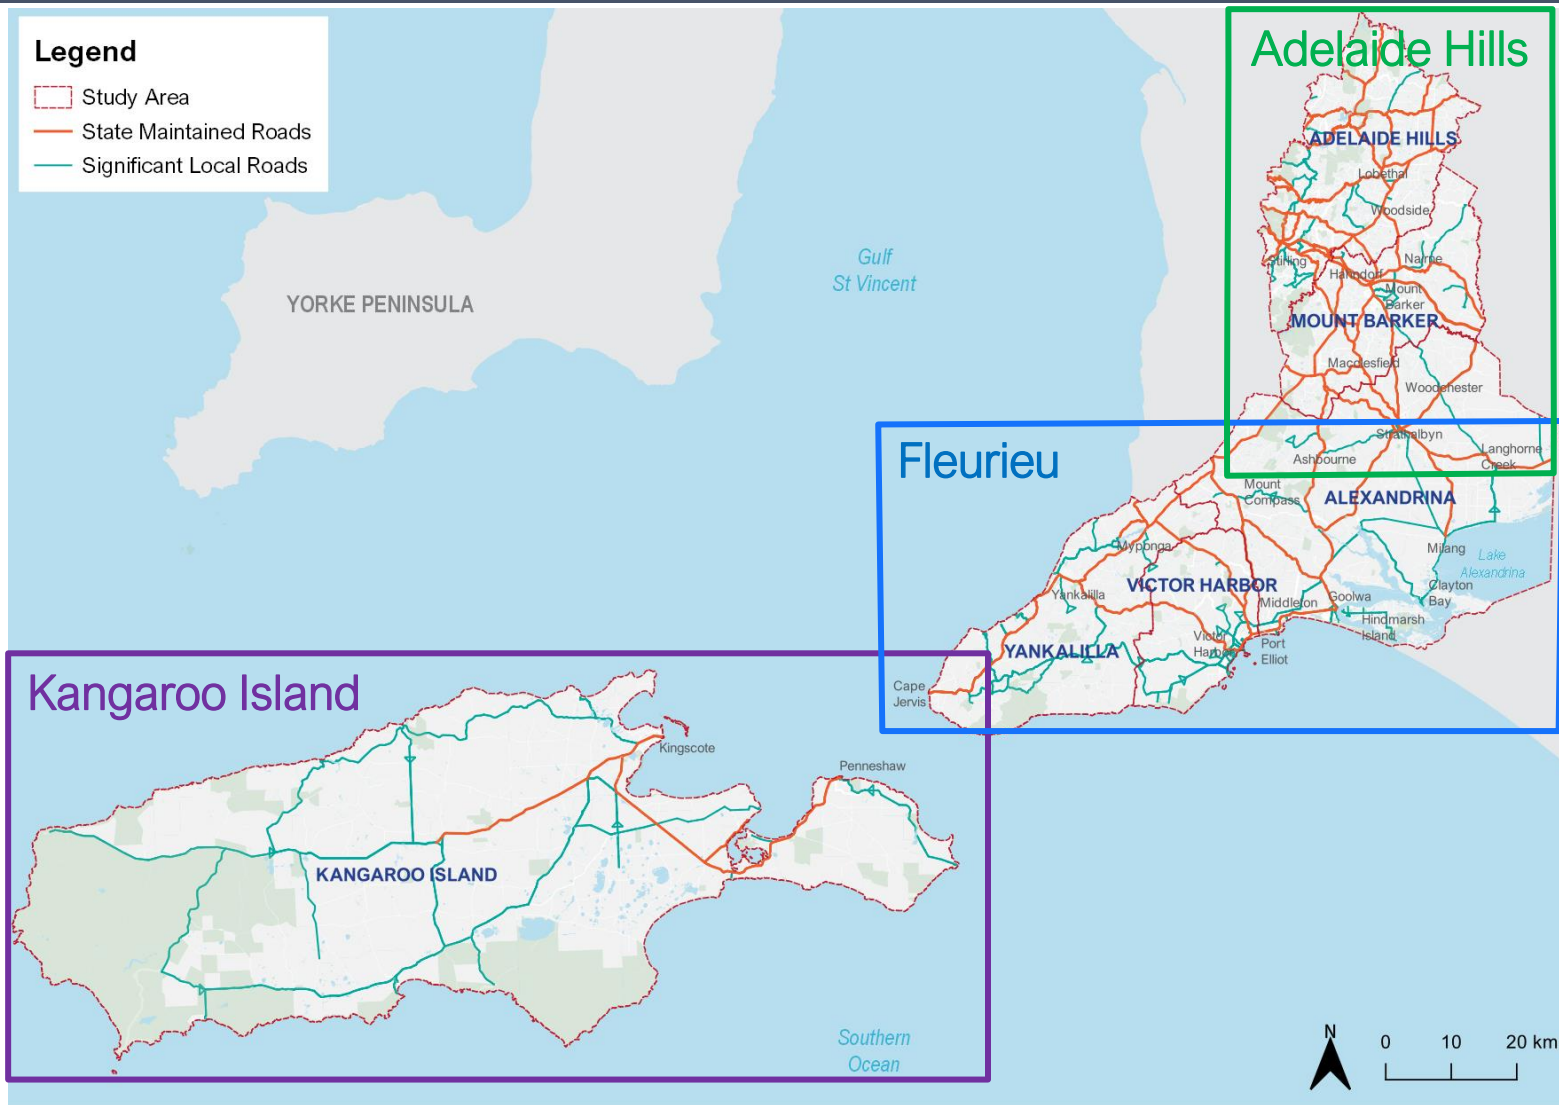 Legend
Study Area
State Maintained Roads
Significant Local Roads
Adelaide Hills
ADELAIDE HILLS
Lobethal
Woodside
Gulf
St Vincent
Stirling
Nairne
Hahndorf
Mount
Barker
YORKE PENINSULA
MOUNT BARKER
Macclesfield
Woodchester
Strathalbyn
Fleurieu
Ashbourne
Langhorne
Creek
Mount
Compass
ALEXANDRINA
Myponga
Milang
Lake
Alexandrina
VICTOR HARBOR
Yankalilla
Middleton
Goolwa
Clayton
Bay
Hindmarsh
Island
Victor
Harbor
Port
Elliot
YANKALILLA
Cape
Jervis
Kangaroo Island
Kingscote
Penneshaw
KANGAROO ISLAND
Southern
Ocean
N
0 10 20 km